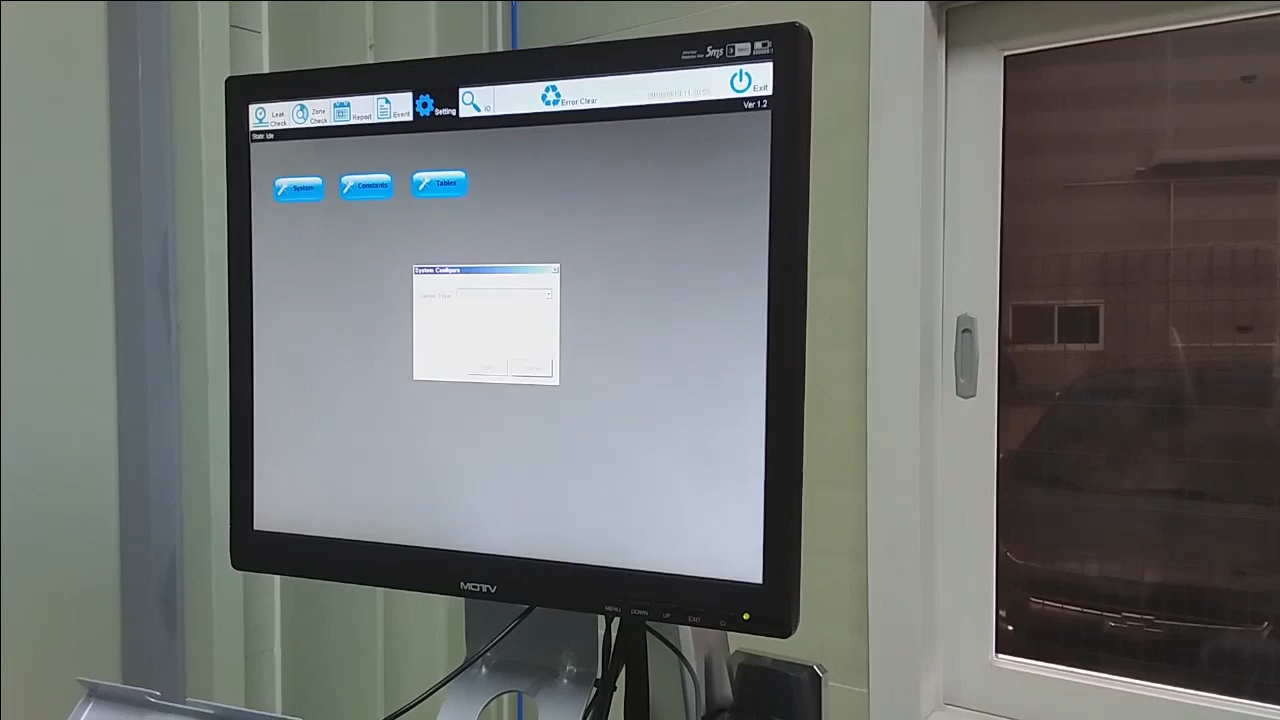 5ms
Leak Check
Zone Check
Report
Event
Setting
IO
Error Clear
Exit
State: Idle
Ver 1.2
System
Constants
Tables
System Configure
MOTV
MENU
DOWN
UP
EXIT